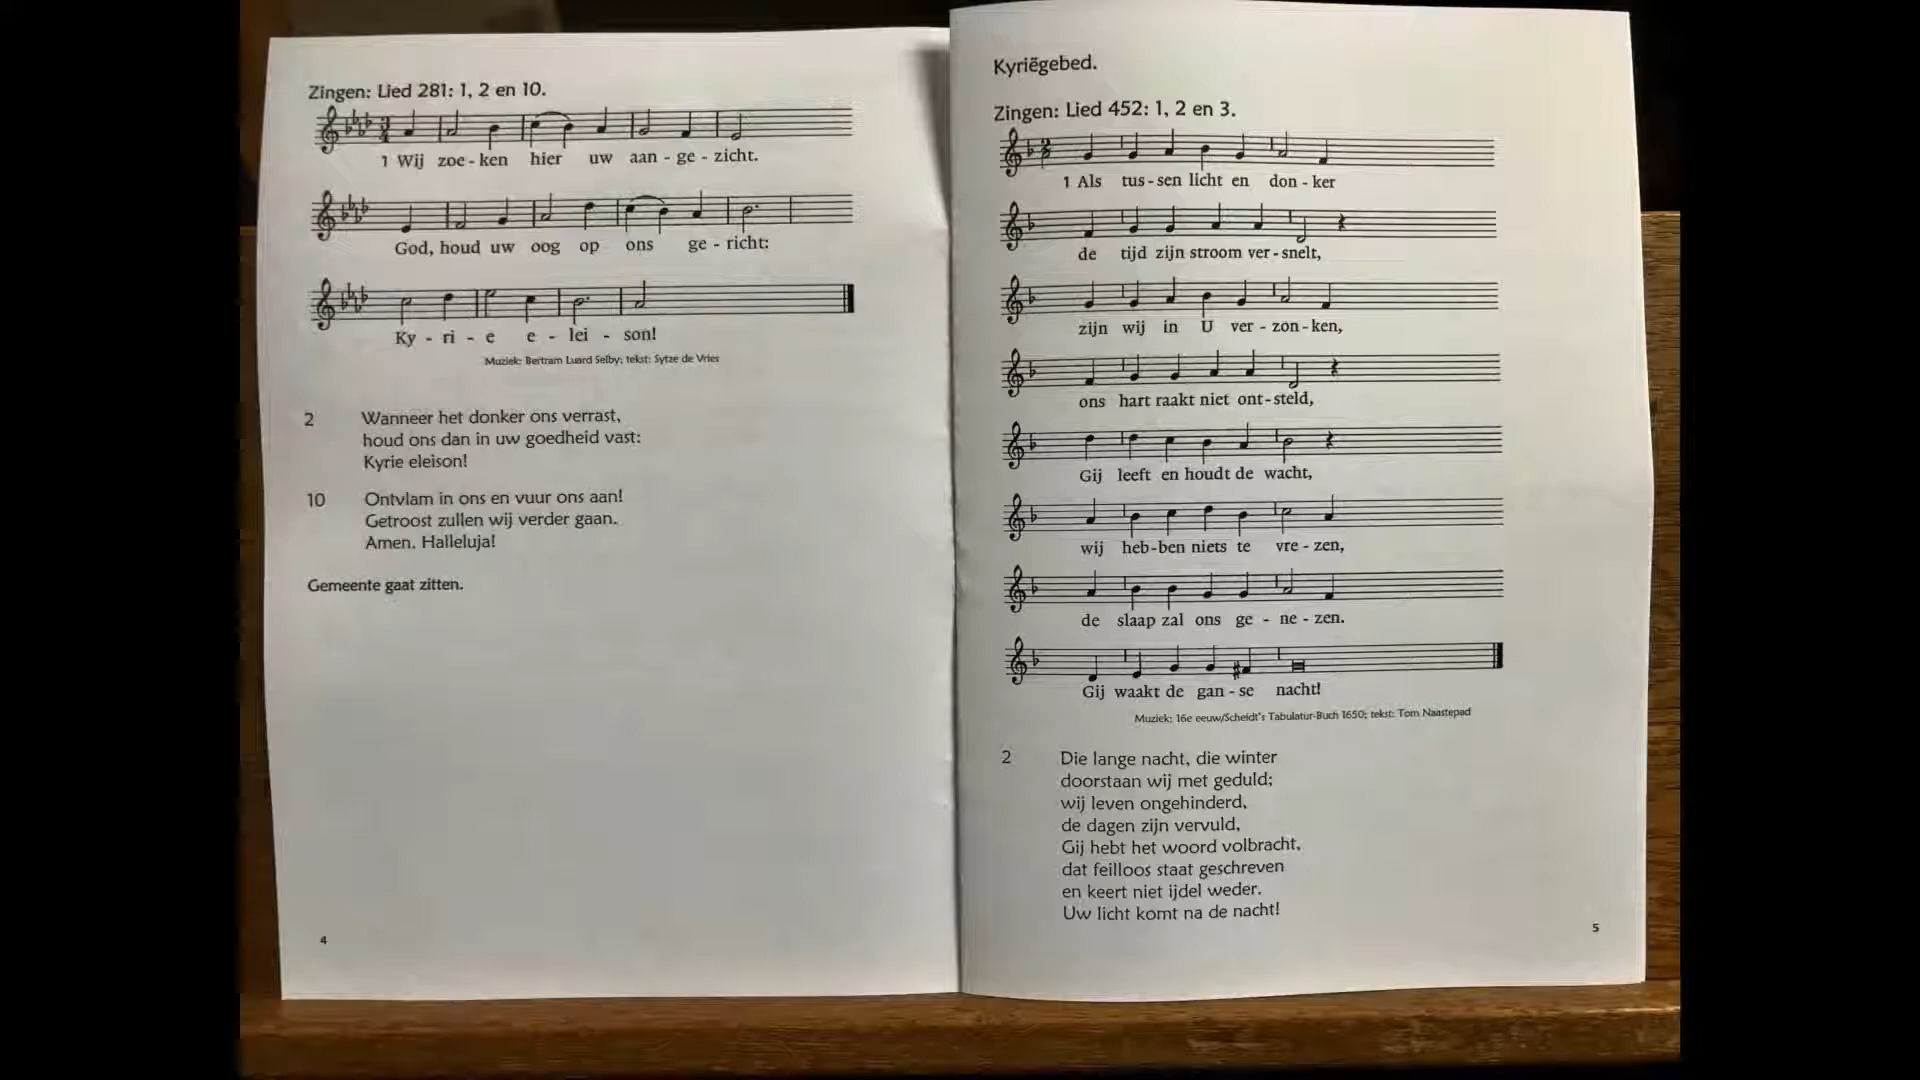 Zingen: Lied 281: 1, 2 en 10.
1 Wij zoe - ken hier uw aan - ge - zicht.
God, houd uw oog op ons ge - richt:
Ky - ri - e e - lei - son!
Muziek: Bertram Luard Selby; tekst: Sytze de Vries
2 Wanneer het donker ons verrast,
houd ons dan in uw goedheid vast:
Kyrie eleison!
10 Ontvlam in ons en vuur ons aan!
Getroost zullen wij verder gaan.
Amen. Halleluja!
Gemeente gaat zitten.
4
Kyriëgebed.
Zingen: Lied 452: 1, 2 en 3.
1 Als tus - sen licht en don - ker
de tijd zijn stroom ver - snelt,
zijn wij in U ver - zon - ken,
ons hart raakt niet ont - steld,
Gij leeft en houdt de wacht,
wij heb - ben niets te vre - zen,
de slaap zal ons ge - ne - zen.
Gij waakt de gan - se nacht!
Muziek: 16e eeuw/Scheidt's Tabulatur-Buch 1650; tekst: Tom Naastepad
2 Die lange nacht, die winter
doorstaan wij met geduld;
wij leven ongehinderd,
de dagen zijn vervuld,
Gij hebt het woord volbracht,
dat feilloos staat geschreven
en keert niet ijdel weder.
Uw licht komt na de nacht!
5